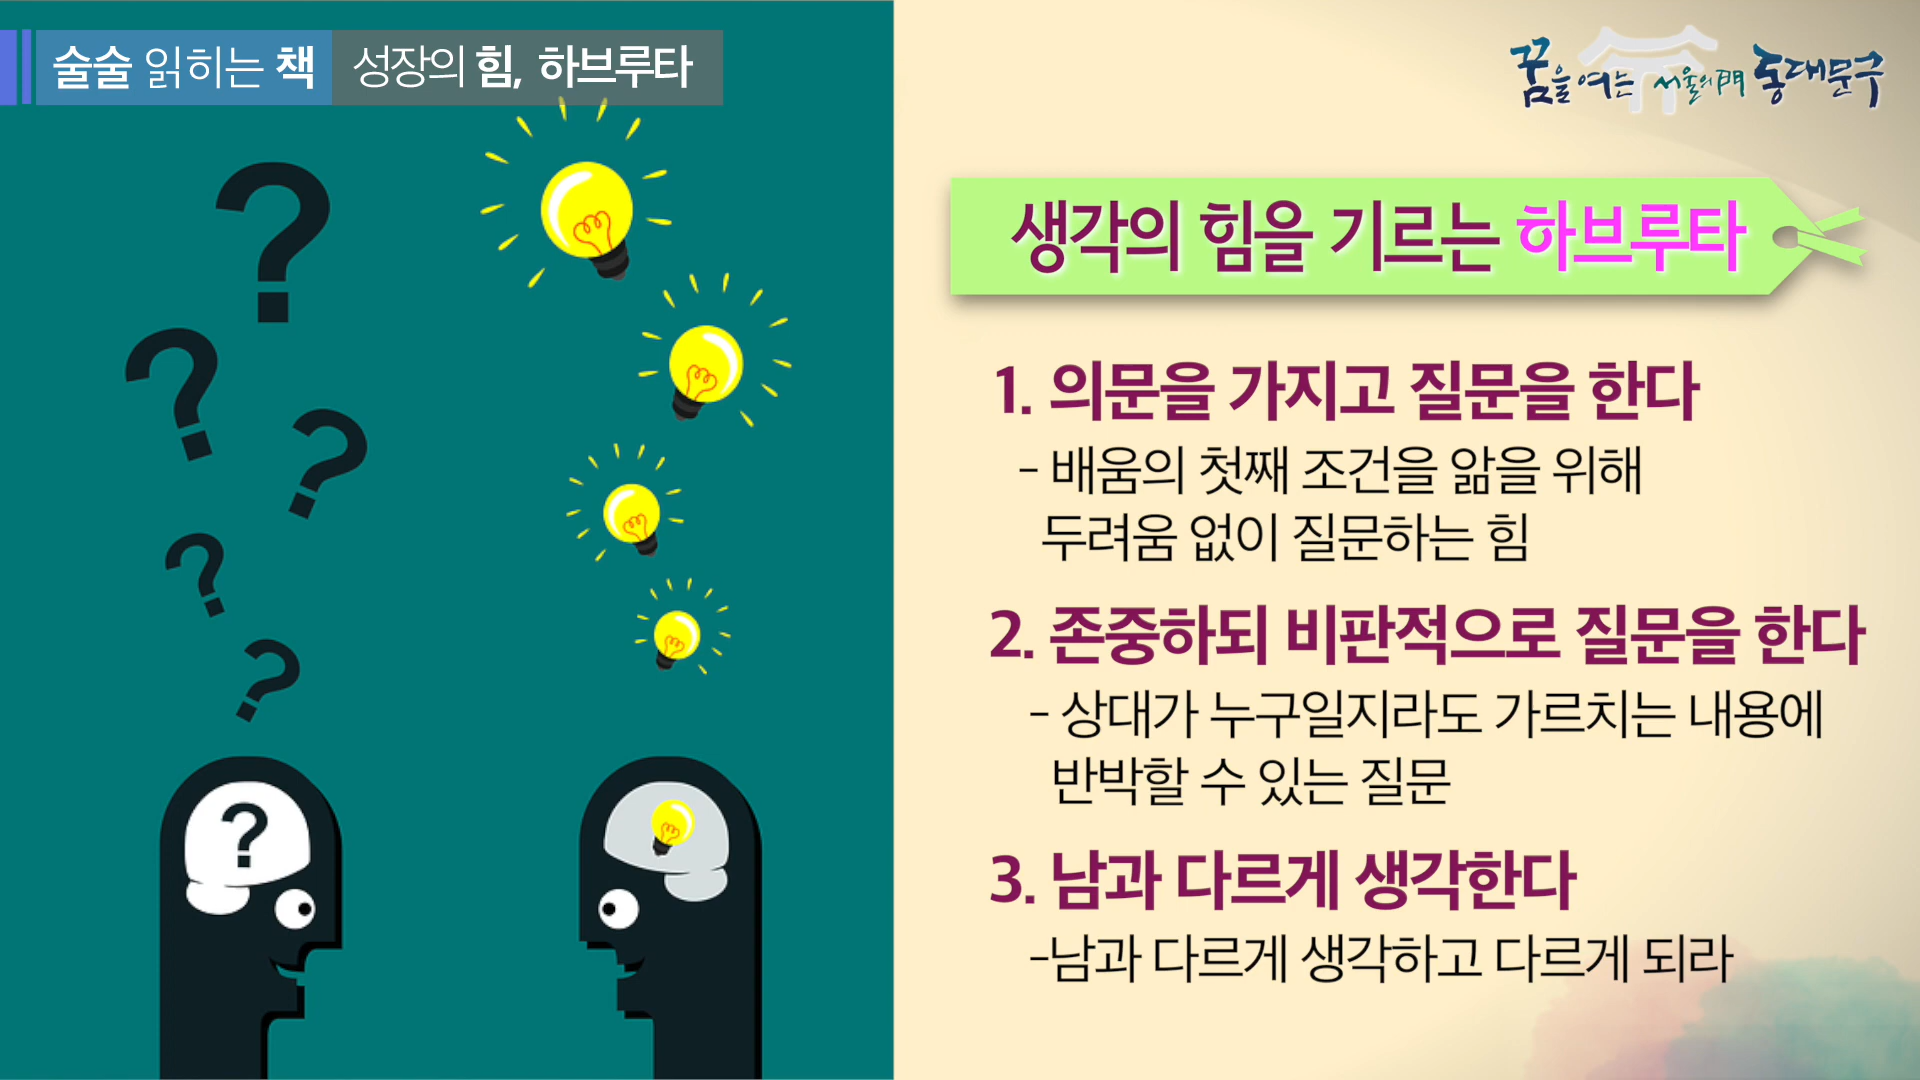 술술 읽히는 책 성장의 힘, 하브루타
꿈을 여는 서울의 門 동대문구
생각의 힘을 기르는 하브루타
1. 의문을 가지고 질문을 한다
- 배움의 첫째 조건을 앎을 위해
두려움 없이 질문하는 힘
2. 존중하되 비판적으로 질문을 한다
- 상대가 누구일지라도 가르치는 내용에
반박할 수 있는 질문
3. 남과 다르게 생각한다
-남과 다르게 생각하고 다르게 되라
?
?
?
?
?
?